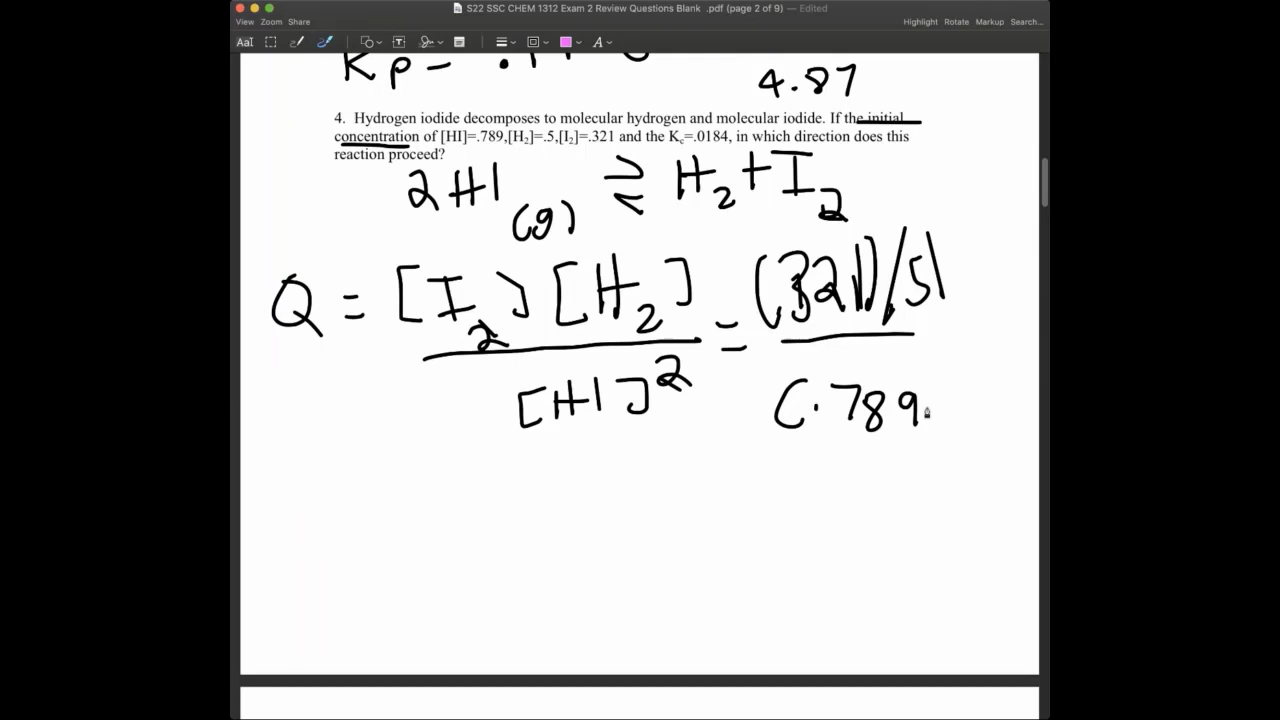 S22 SSC CHEM 1312 Exam 2 Review Questions Blank .pdf (page 2 of 9) — Edited
View Zoom Share Highlight Rotate Markup Search...
AaI A
Kp =
4.87
4. Hydrogen iodide decomposes to molecular hydrogen and molecular iodide. If the initial
concentration of [HI]=.789,[H₂]=.5,[I₂]=.321 and the Kc=.0184, in which direction does this
reaction proceed?
2HI (g) ⇌ H₂ + I₂
Q = [I₂] [H₂] = (321)(5)
[HI]² (.789